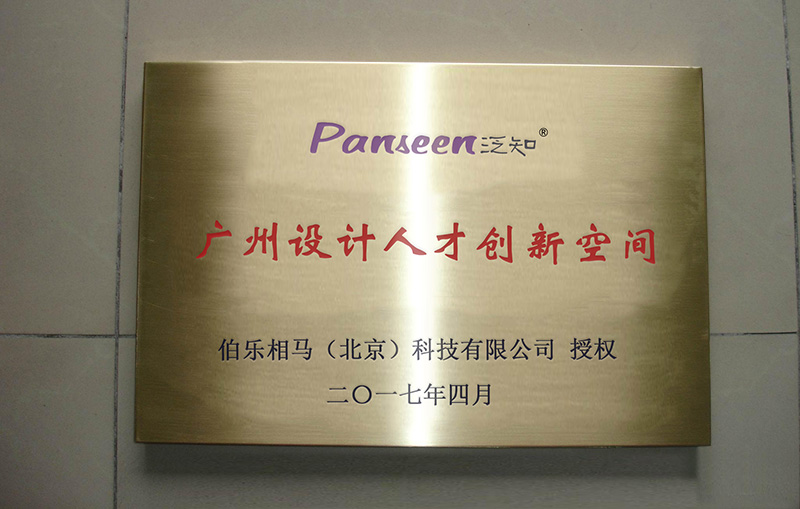 Panseen泛知®
广州设计人才创新空间
伯乐相马（北京）科技有限公司 授权
二〇一七年四月